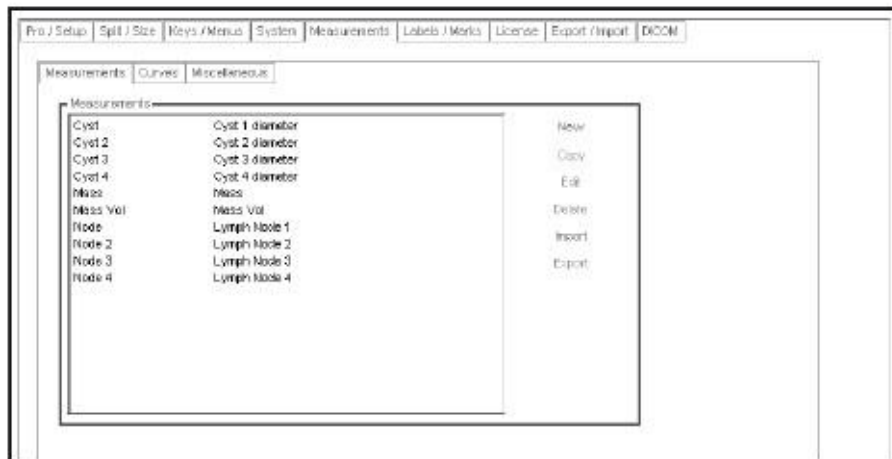 Pro / Setup Split / Size Keys / Menus System Measurements Labels / Marks License Export / Import DICOM
Measurements Curves Miscellaneous
Measurements
Cyst Cyst 1 diameter
Cyst 2 Cyst 2 diameter
Cyst 3 Cyst 3 diameter
Cyst 4 Cyst 4 diameter
Mass Mass
Mass Vol Mass Vol
Node Lymph Node 1
Node 2 Lymph Node 2
Node 3 Lymph Node 3
Node 4 Lymph Node 4
New
Copy
Edit
Delete
Import
Export